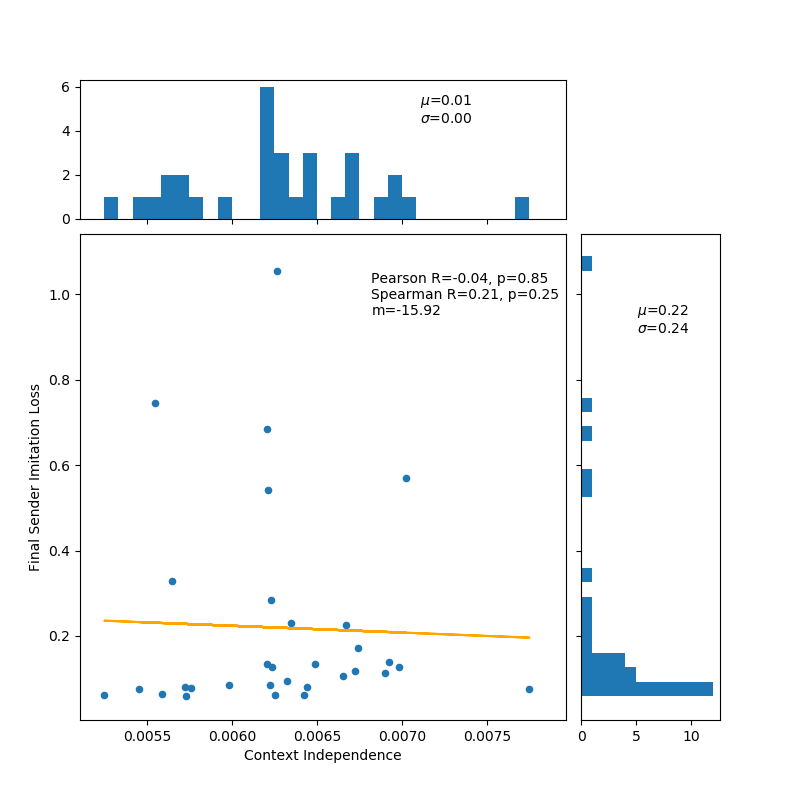 6
4
2
0
μ=0.01
σ=0.00
Pearson R=-0.04, p=0.85
Spearman R=0.21, p=0.25
m=-15.92
μ=0.22
σ=0.24
1.0
0.8
0.6
0.4
0.2
Final Sender Imitation Loss
0.0055 0.0060 0.0065 0.0070 0.0075
0 5 10
Context Independence